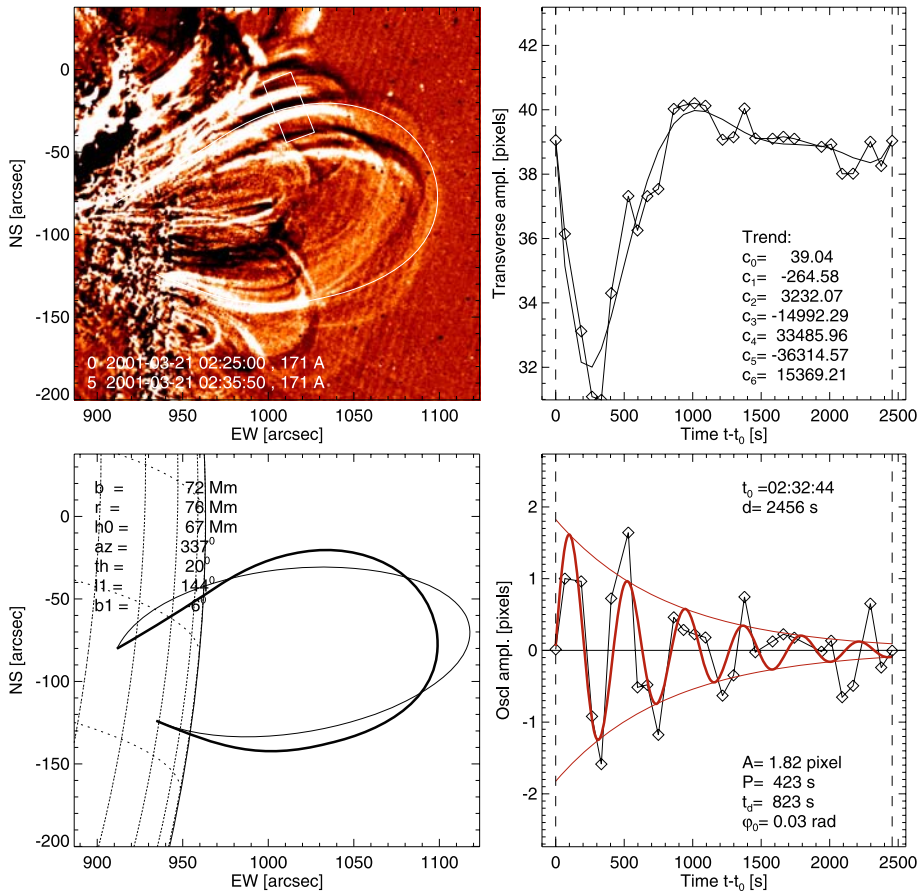 0
-50
-100
-150
-200
NS [arcsec]
0 2001-03-21 02:25:00 , 171 A
5 2001-03-21 02:35:50 , 171 A
900 950 1000 1050 1100
EW [arcsec]
42
40
38
36
34
32
Transverse ampl. [pixels]
Trend:
c₀= 39.04
c₁= -264.58
c₂= 3232.07
c₃= -14992.29
c₄= 33485.96
c₅= -36314.57
c₆= 15369.21
0 500 1000 1500 2000 2500
Time t-t₀ [s]
0
-50
-100
-150
-200
NS [arcsec]
b = 72 Mm
r = 76 Mm
h0 = 67 Mm
az = 337⁰
th = 20⁰
l1 = 144⁰
b1 = 6⁰
900 950 1000 1050 1100
EW [arcsec]
2
1
0
-1
-2
Oscl ampl. [pixels]
t₀ =02:32:44
d= 2456 s
A= 1.82 pixel
P= 423 s
t_d= 823 s
φ₀= 0.03 rad
0 500 1000 1500 2000 2500
Time t-t₀ [s]